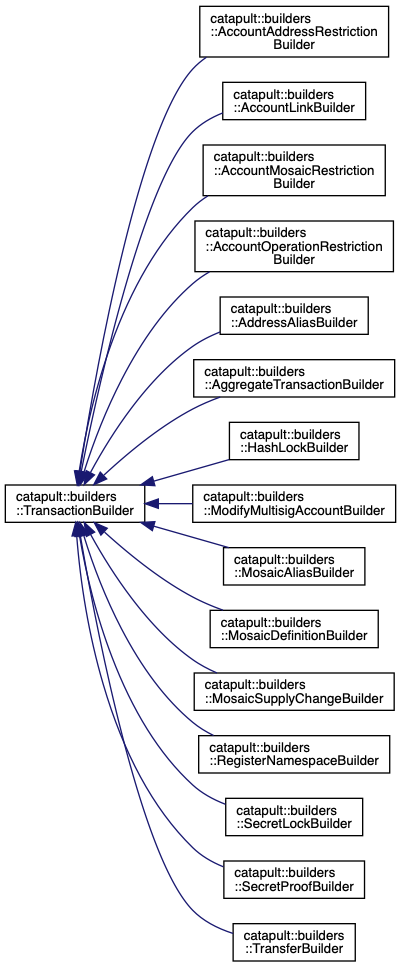 catapult::builders
::AccountAddressRestriction
Builder
catapult::builders
::AccountLinkBuilder
catapult::builders
::AccountMosaicRestriction
Builder
catapult::builders
::AccountOperationRestriction
Builder
catapult::builders
::AddressAliasBuilder
catapult::builders
::AggregateTransactionBuilder
catapult::builders
::HashLockBuilder
catapult::builders
::TransactionBuilder
catapult::builders
::ModifyMultisigAccountBuilder
catapult::builders
::MosaicAliasBuilder
catapult::builders
::MosaicDefinitionBuilder
catapult::builders
::MosaicSupplyChangeBuilder
catapult::builders
::RegisterNamespaceBuilder
catapult::builders
::SecretLockBuilder
catapult::builders
::SecretProofBuilder
catapult::builders
::TransferBuilder